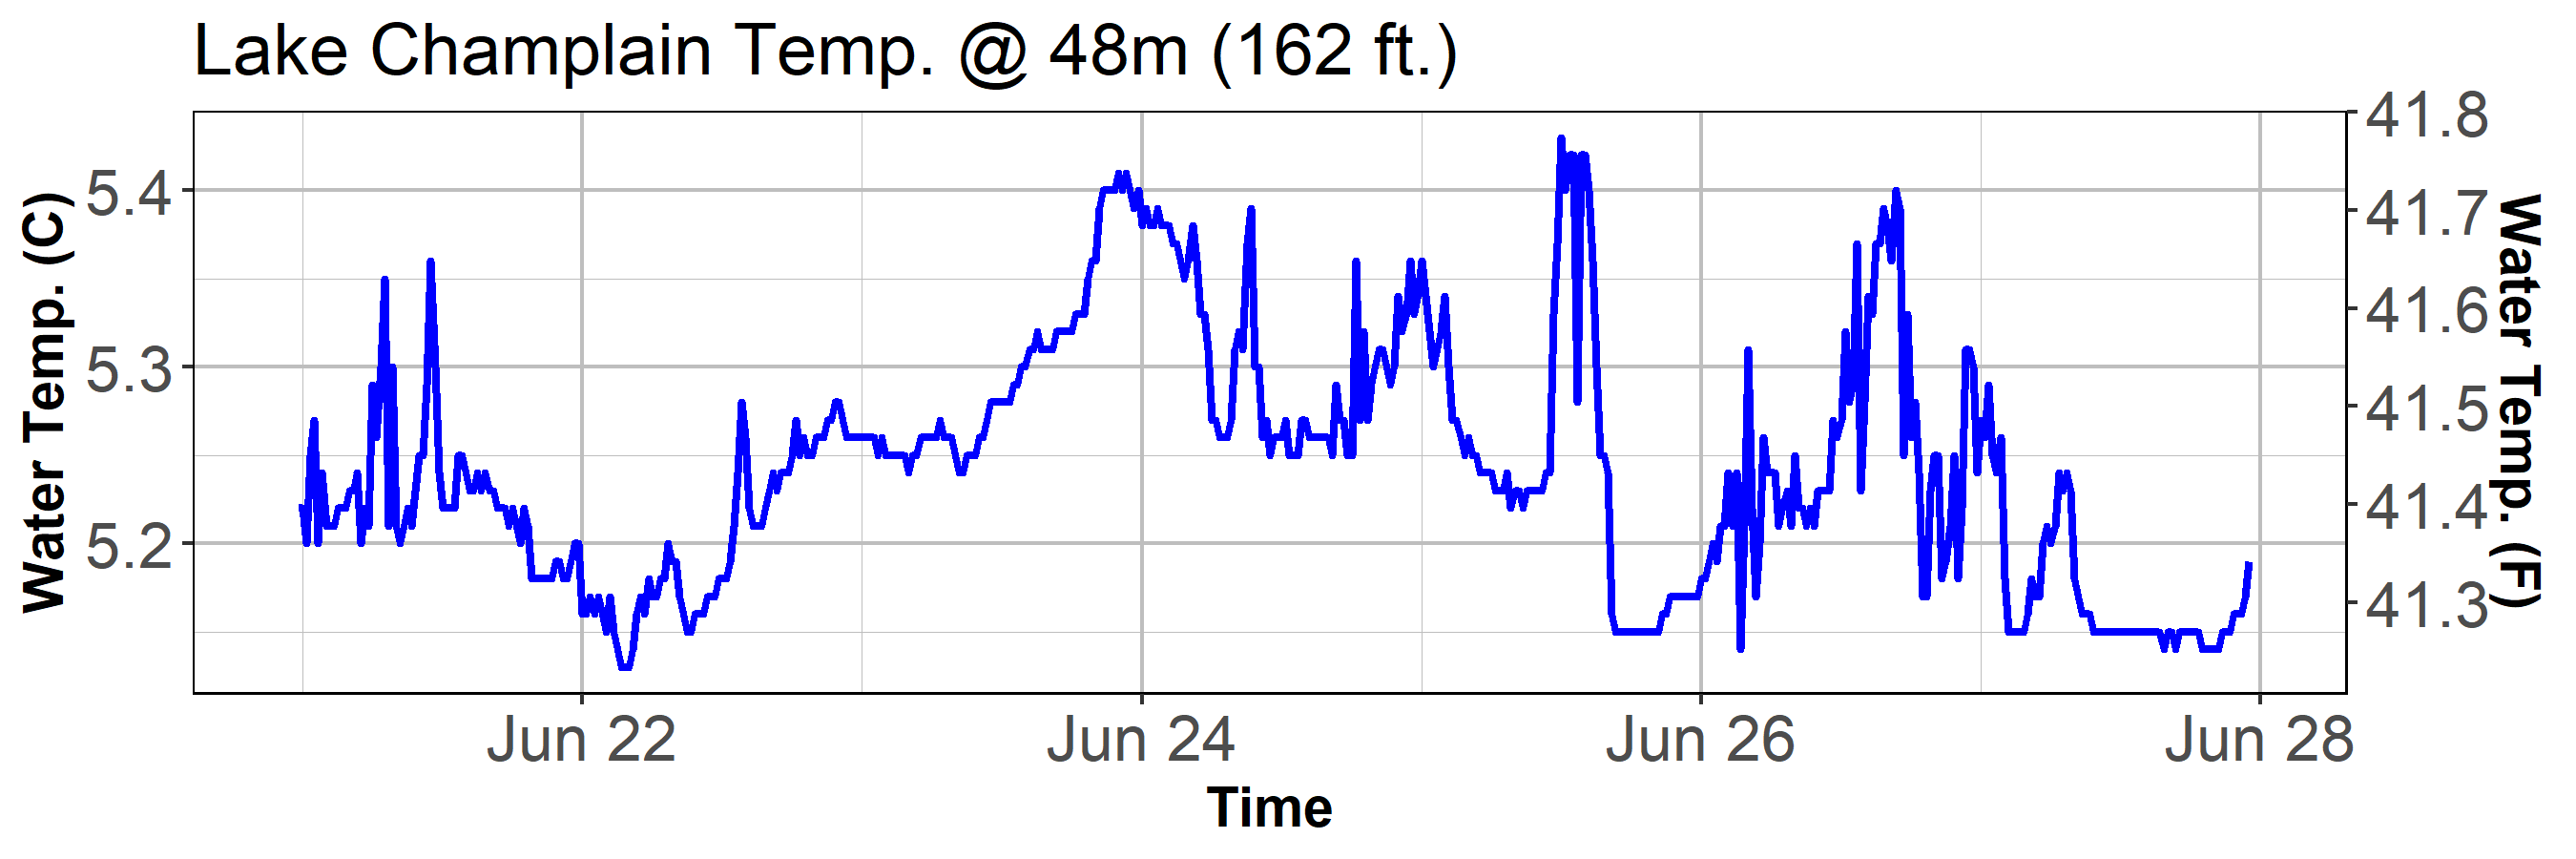 Lake Champlain Temp. @ 48m (162 ft.)
Water Temp. (C)
5.4
5.3
5.2
41.8
41.7
41.6
41.5
41.4
41.3
Water Temp. (F)
Jun 22 Jun 24 Jun 26 Jun 28
Time